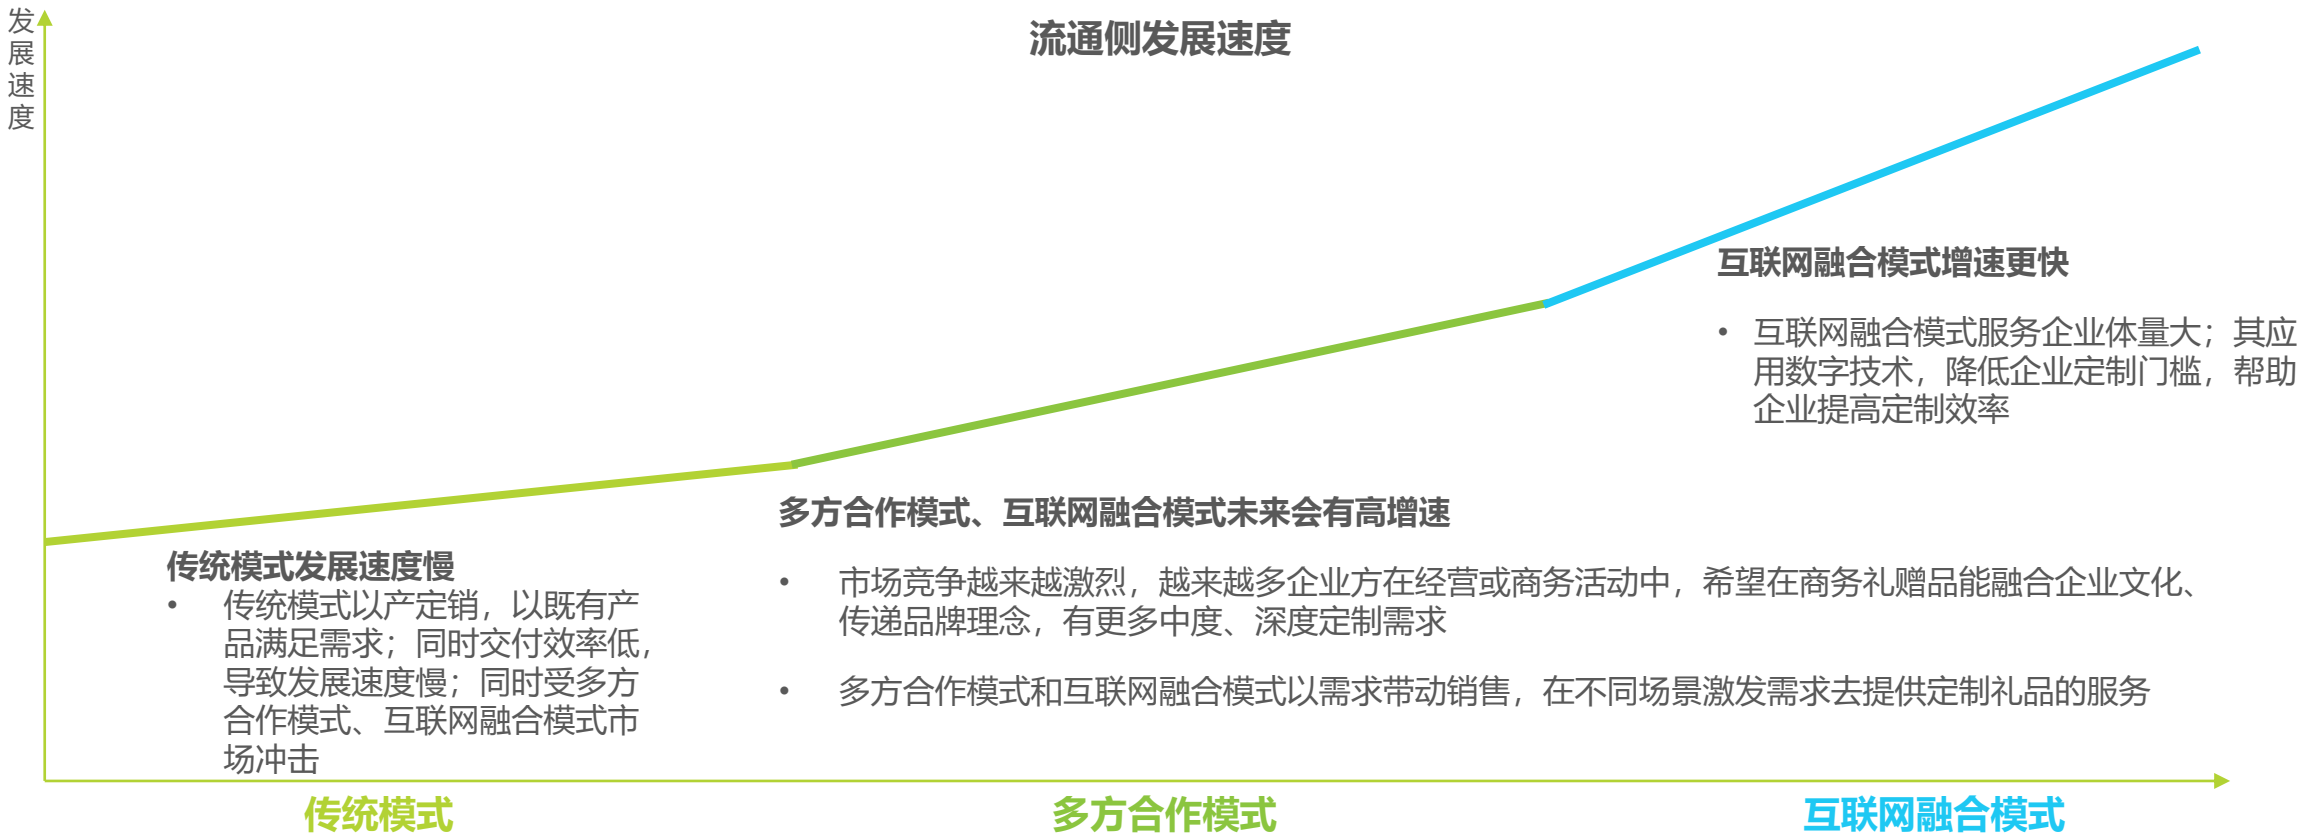 发展速度
流通侧发展速度
互联网融合模式增速更快
• 互联网融合模式服务企业体量大；其应
用数字技术，降低企业定制门槛，帮助
企业提高定制效率
多方合作模式、互联网融合模式未来会有高增速
• 市场竞争越来越激烈，越来越多企业方在经营或商务活动中，希望在商务礼赠品能融合企业文化、
传递品牌理念，有更多中度、深度定制需求
• 多方合作模式和互联网融合模式以需求带动销售，在不同场景激发需求去提供定制礼品的服务
传统模式发展速度慢
• 传统模式以产定销，以既有产
品满足需求；同时交付效率低，
导致发展速度慢；同时受多方
合作模式、互联网融合模式市
场冲击
传统模式
多方合作模式
互联网融合模式